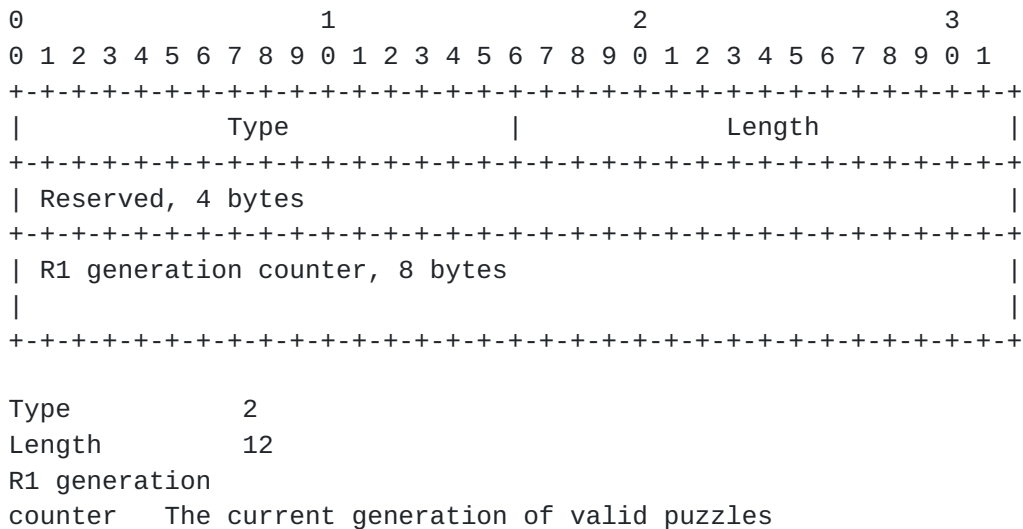 0                   1                   2                   3
0 1 2 3 4 5 6 7 8 9 0 1 2 3 4 5 6 7 8 9 0 1 2 3 4 5 6 7 8 9 0 1
+-+-+-+-+-+-+-+-+-+-+-+-+-+-+-+-+-+-+-+-+-+-+-+-+-+-+-+-+-+-+-+-+
|             Type              |             Length            |
+-+-+-+-+-+-+-+-+-+-+-+-+-+-+-+-+-+-+-+-+-+-+-+-+-+-+-+-+-+-+-+-+
| Reserved, 4 bytes                                             |
+-+-+-+-+-+-+-+-+-+-+-+-+-+-+-+-+-+-+-+-+-+-+-+-+-+-+-+-+-+-+-+-+
| R1 generation counter, 8 bytes                                |
|                                                               |
+-+-+-+-+-+-+-+-+-+-+-+-+-+-+-+-+-+-+-+-+-+-+-+-+-+-+-+-+-+-+-+-+

Type           2
Length         12
R1 generation
counter   The current generation of valid puzzles